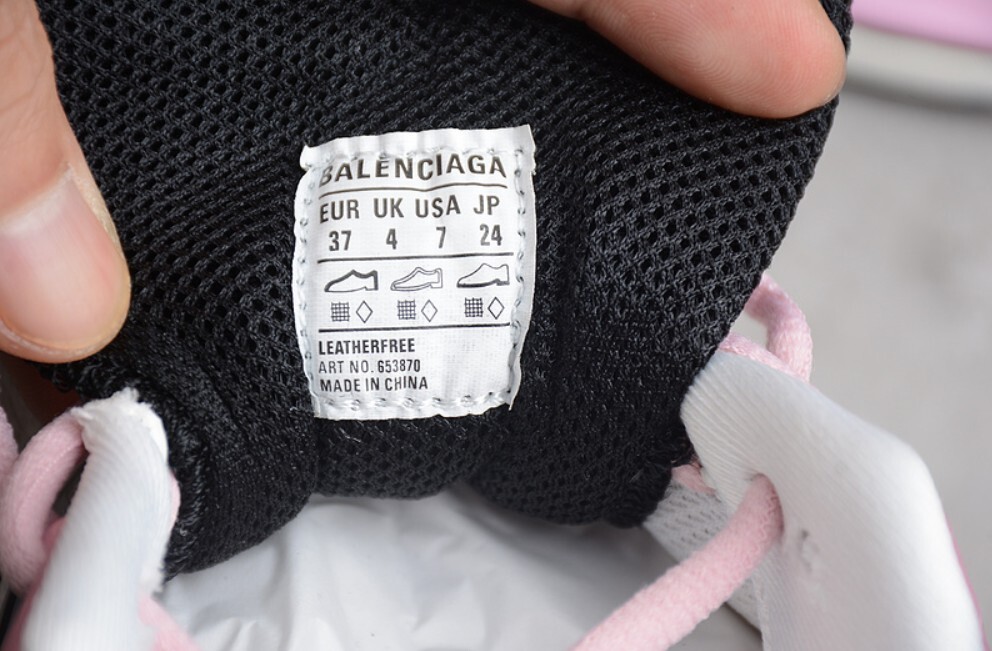 BALENCIAGA
EUR UK USA JP
37 4 7 24
LEATHERFREE
ART NO. 653870
MADE IN CHINA